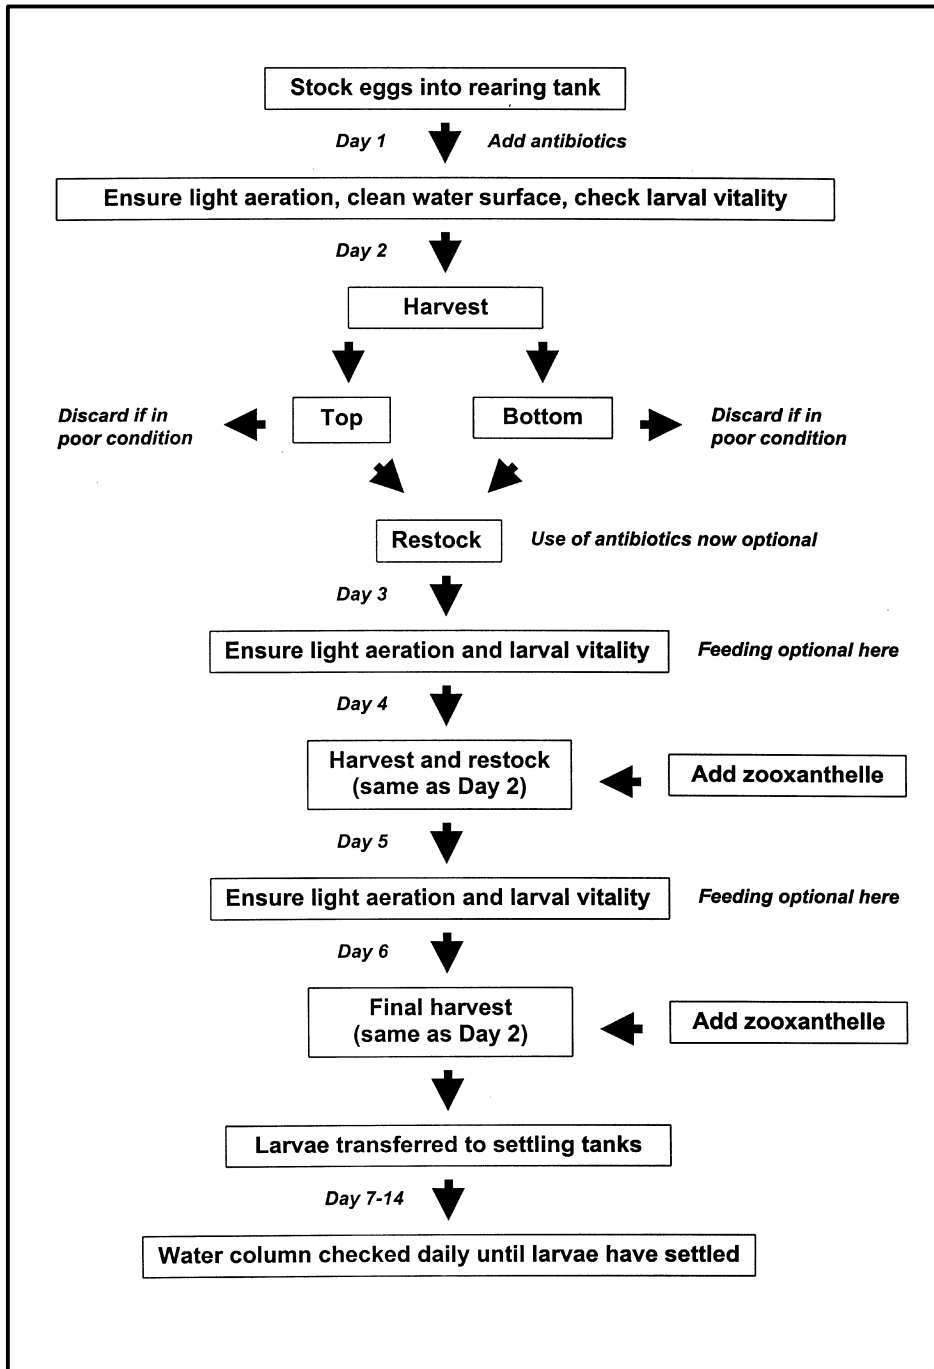 Stock eggs into rearing tank
Day 1
Add antibiotics
Ensure light aeration, clean water surface, check larval vitality
Day 2
Harvest
Discard if in
poor condition
Top
Bottom
Discard if in
poor condition
Restock
Use of antibiotics now optional
Day 3
Ensure light aeration and larval vitality
Feeding optional here
Day 4
Harvest and restock
(same as Day 2)
Add zooxanthelle
Day 5
Ensure light aeration and larval vitality
Feeding optional here
Day 6
Final harvest
(same as Day 2)
Add zooxanthelle
Larvae transferred to settling tanks
Day 7-14
Water column checked daily until larvae have settled